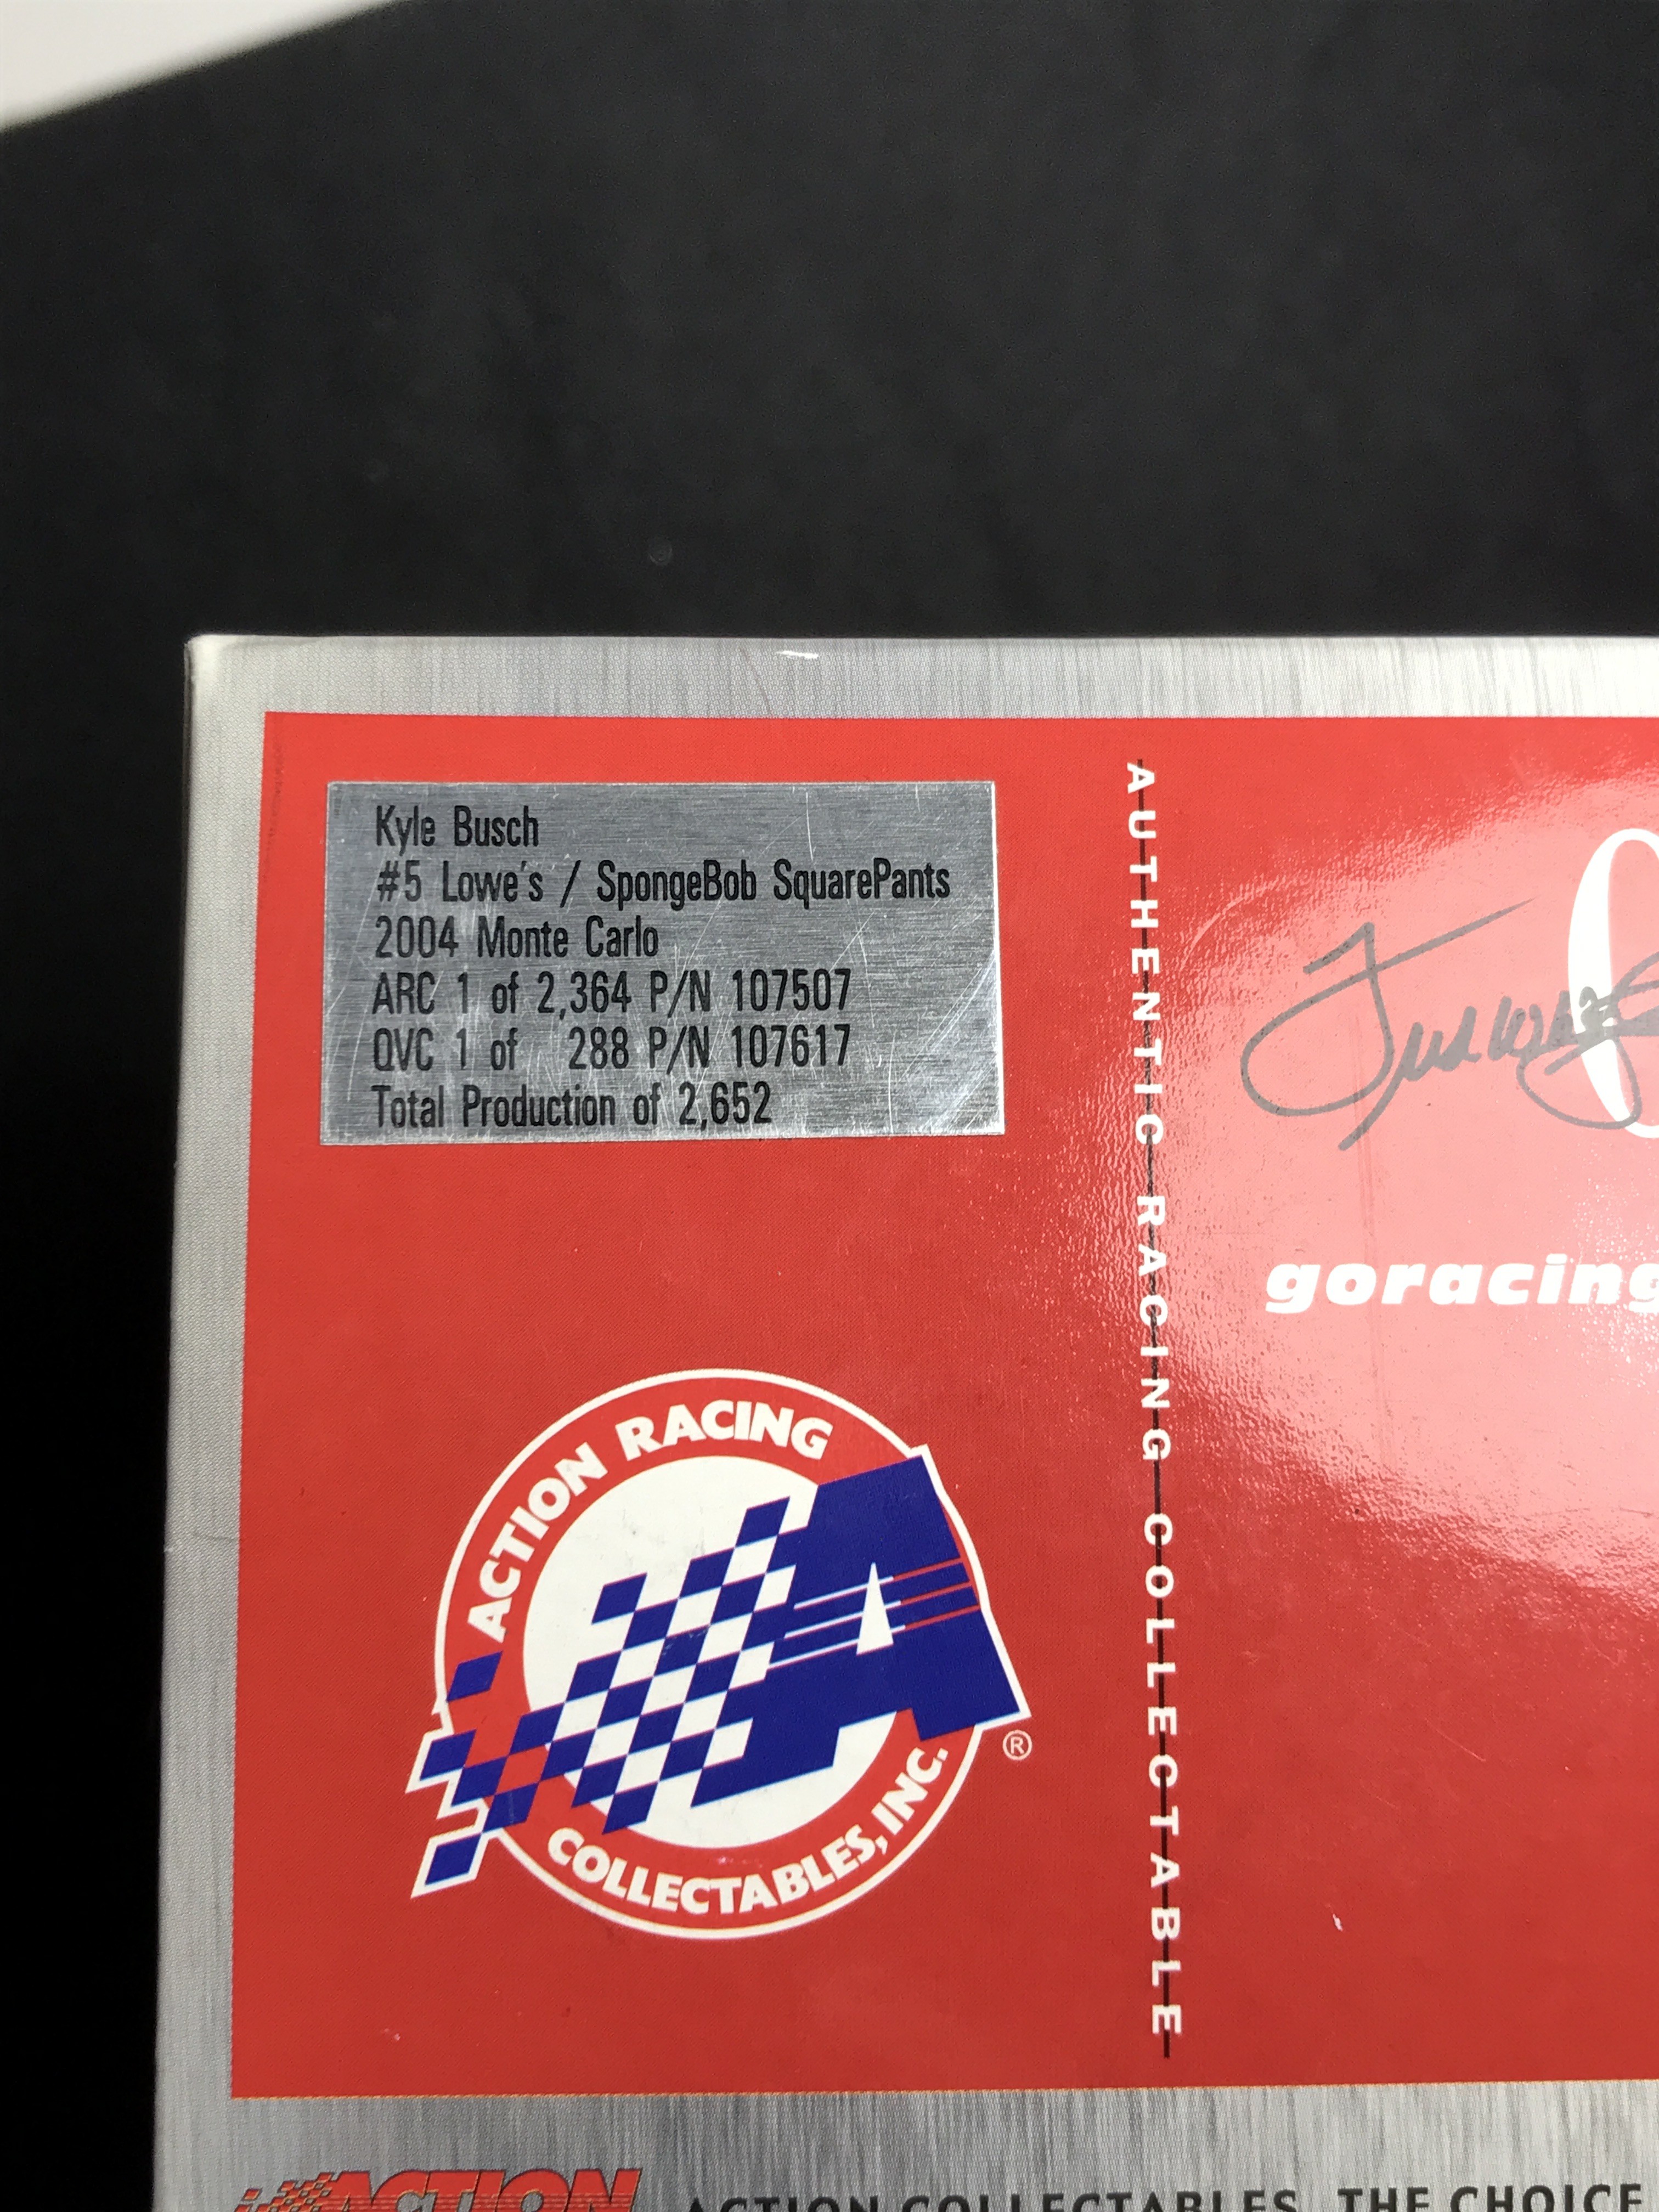 Kyle Busch
#5 Lowe's / SpongeBob SquarePants
2004 Monte Carlo
ARC 1 of 2,364 P/N 107507
QVC 1 of 288 P/N 107617
Total Production of 2,652
AUTHENTIC RACING COLLECTABLE
goracing
ACTION RACING
A
COLLECTABLES, INC.
®
ACTION
ACTION COLLECTABLES. THE CHOICE